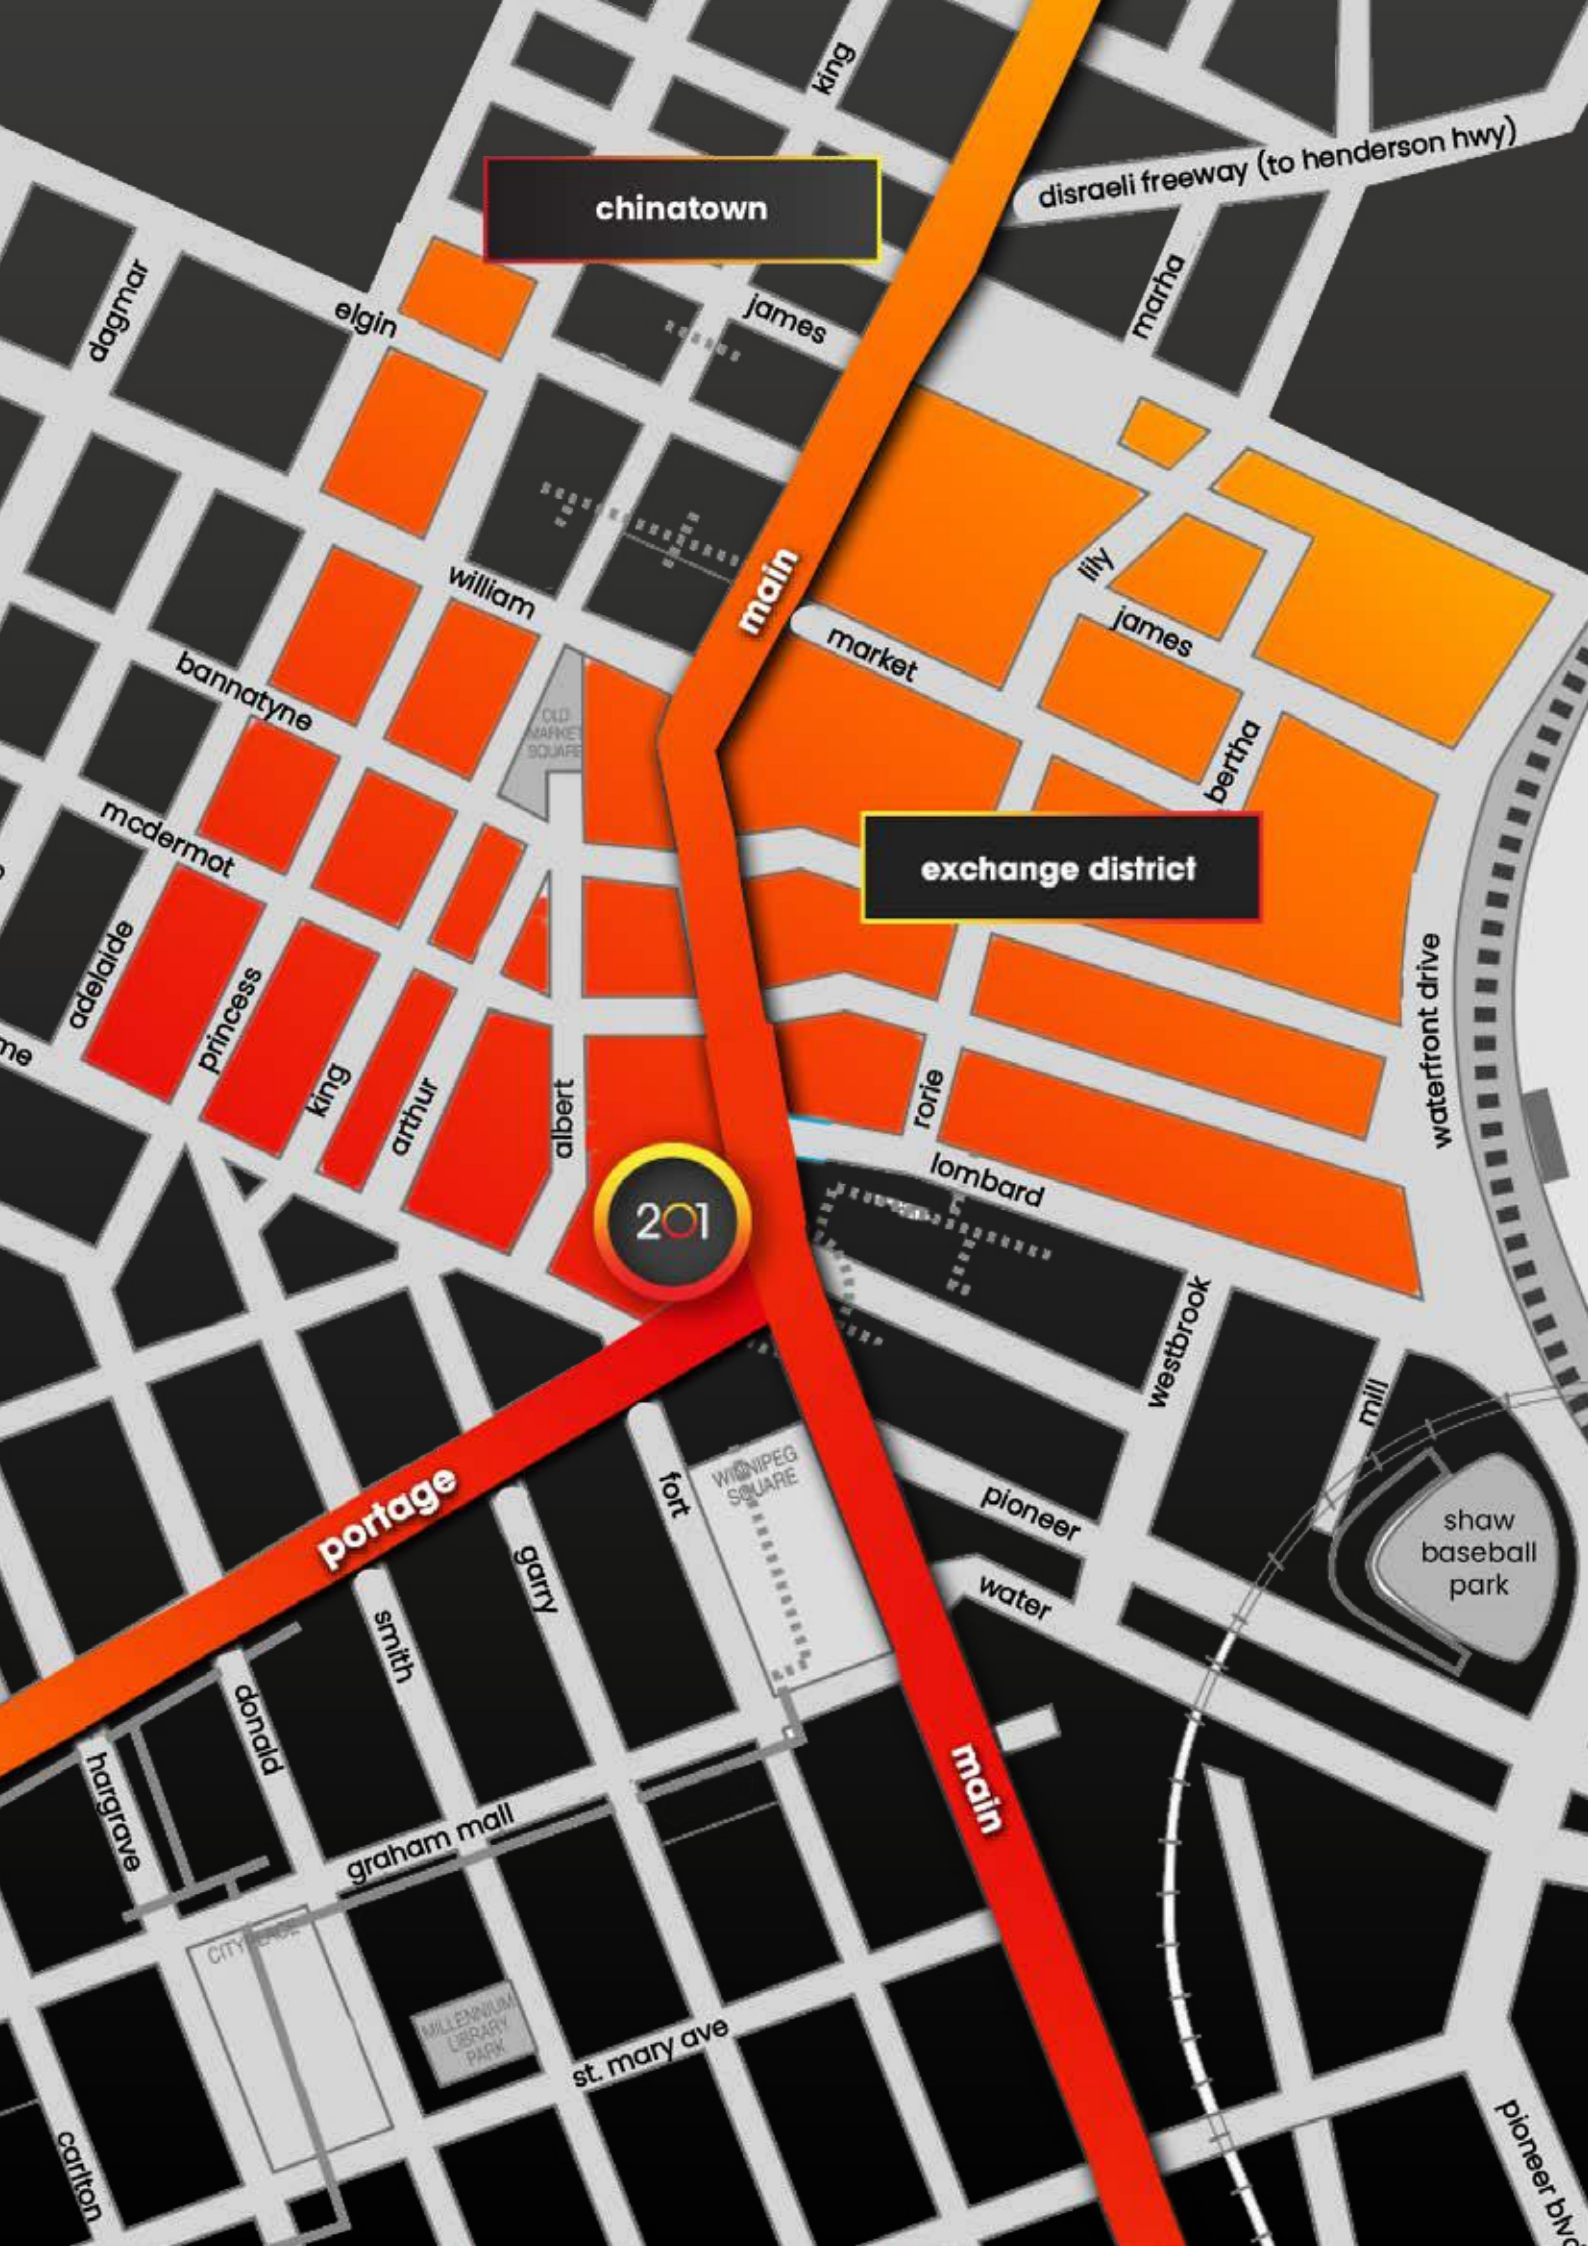 king
disraeli freeway (to henderson hwy)
chinatown
dagmar
elgin
james
marha
william
main
lily
market
james
bannatyne
OLD
MARKET
SQUARE
bertha
mcdermot
exchange district
adelaide
princess
king
arthur
albert
rorie
waterfront drive
me
lombard
201
westbrook
mill
portage
fort
WINNIPEG
SQUARE
pioneer
shaw
baseball
park
garry
water
smith
donald
hargrave
main
graham mall
CITY PLACE
MILLENNIUM
LIBRARY
PARK
st. mary ave
carlton
pioneer blvd